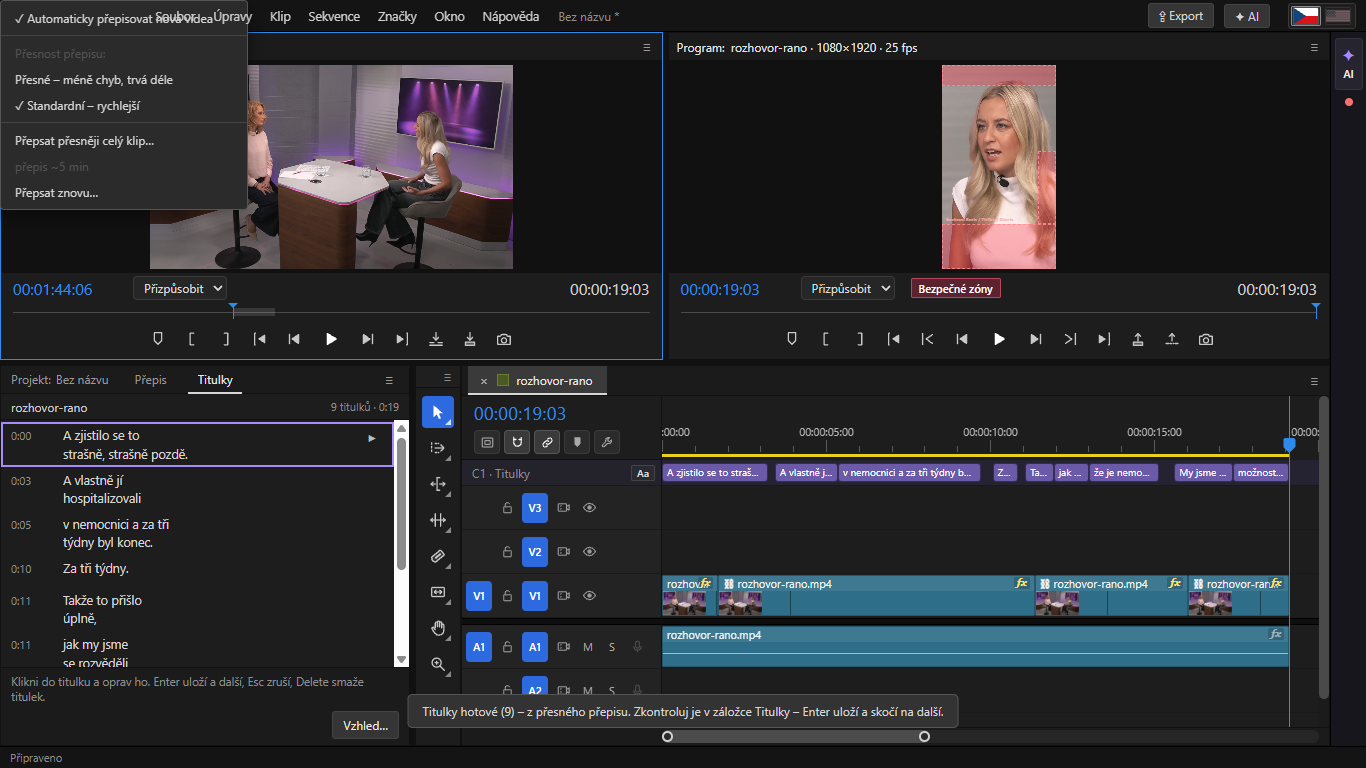 ✓ Automaticky přepisovat nová videa
Soubor Úpravy Klip Sekvence Značky Okno Nápověda Bez názvu *
Export AI
Přesnost přepisu:
Přesné – méně chyb, trvá déle
✓ Standardní – rychlejší
Přepsat přesněji celý klip...
přepis ~5 min
Přepsat znovu...
Program: rozhovor-rano · 1080×1920 · 25 fps
AI
00:01:44:06 Přizpůsobit 00:00:19:03
00:00:19:03 Přizpůsobit Bezpečné zóny 00:00:19:03
Projekt: Bez názvu Přepis Titulky
rozhovor-rano 9 titulků · 0:19
0:00 A zjistilo se to
strašně, strašně pozdě.
0:03 A vlastně jí
hospitalizovali
0:05 v nemocnici a za tři
týdny byl konec.
0:10 Za tři týdny.
0:11 Takže to přišlo
úplně,
0:11 jak my jsme
se rozvěděli
Klikni do titulku a oprav ho. Enter uloží a další, Esc zruší, Delete smaže
titulek.
Vzhled...
× rozhovor-rano
00:00:19:03
:00:00 00:00:05:00 00:00:10:00 00:00:15:00 00:00:
C1 · Titulky Aa
A zjistilo se to straš... A vlastně j... v nemocnici a za tři týdny b... Z... Ta... jak ... že je nemo... My jsme ... možnost...
V3
V2
V1 V1
rozhov fx rozhovor-rano.mp4 fx rozhovor-rano.mp4 fx rozhovor-ran fx
A1 A1 M S
rozhovor-rano.mp4 fx
A2 M S
Titulky hotové (9) – z přesného přepisu. Zkontroluj je v záložce Titulky – Enter uloží a skočí na další.
Připraveno